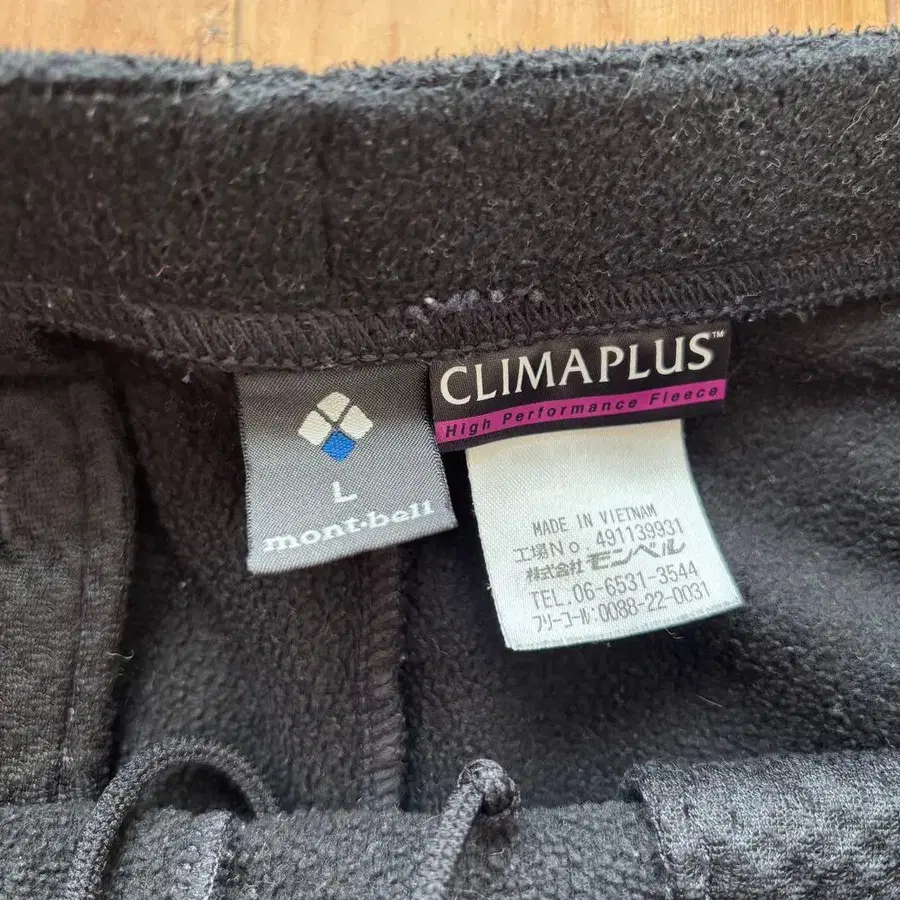 CLIMAPLUS™
High Performance Fleece
L
mont·bell
MADE IN VIETNAM
工場No. 491139931
株式会社モンベル
TEL.06-6531-3544
フリーコール:0088-22-0031